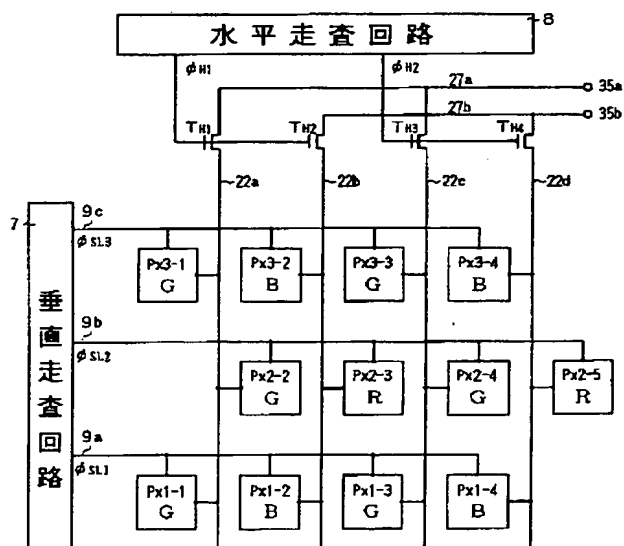 水平走査回路
8
φH1
φH2
27a
35a
27b
35b
TH1
TH2
TH3
TH4
22a
22b
22c
22d
7
垂直走査回路
9c
φSL3
Px3-1
G
Px3-2
B
Px3-3
G
Px3-4
B
9b
φSL2
Px2-2
G
Px2-3
R
Px2-4
G
Px2-5
R
9a
φSL1
Px1-1
G
Px1-2
B
Px1-3
G
Px1-4
B